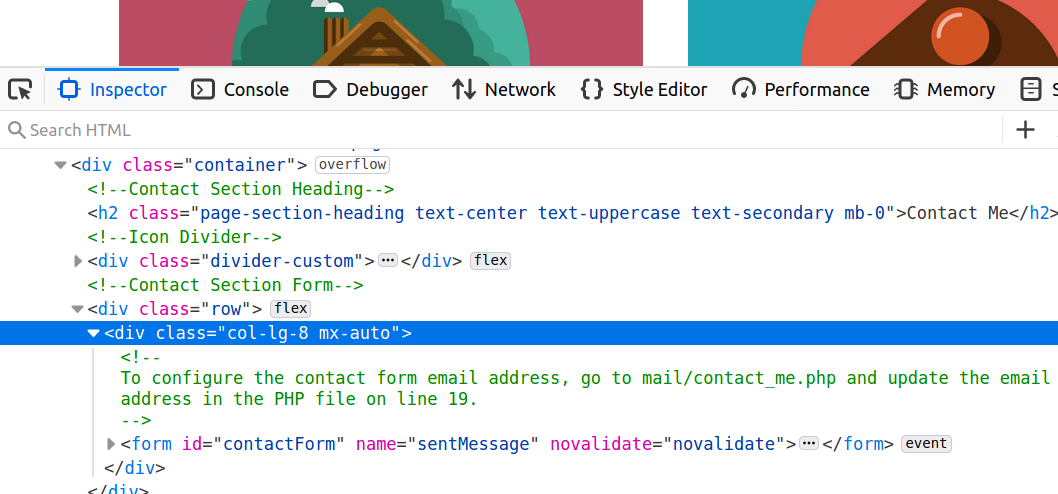 Inspector Console Debugger Network Style Editor Performance Memory
Search HTML
<div class="container"> overflow
<!--Contact Section Heading-->
<h2 class="page-section-heading text-center text-uppercase text-secondary mb-0">Contact Me</h2>
<!--Icon Divider-->
<div class="divider-custom"></div> flex
<!--Contact Section Form-->
<div class="row"> flex
<div class="col-lg-8 mx-auto">
<!--
To configure the contact form email address, go to mail/contact_me.php and update the email
address in the PHP file on line 19.
-->
<form id="contactForm" name="sentMessage" novalidate="novalidate"></form> event
</div>
</div>